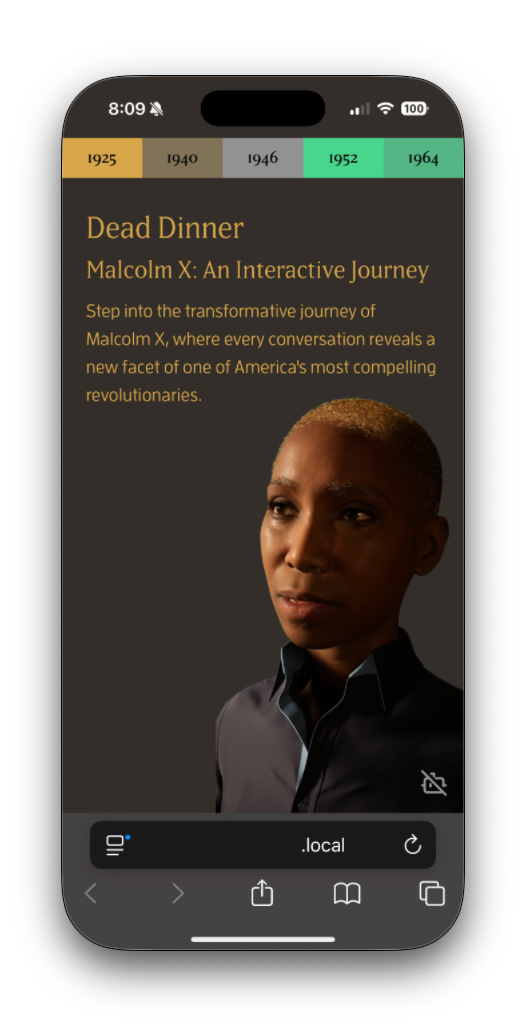 8:09
100
1925 1940 1946 1952 1964
Dead Dinner
Malcolm X: An Interactive Journey
Step into the transformative journey of
Malcolm X, where every conversation reveals a
new facet of one of America's most compelling
revolutionaries.
.local